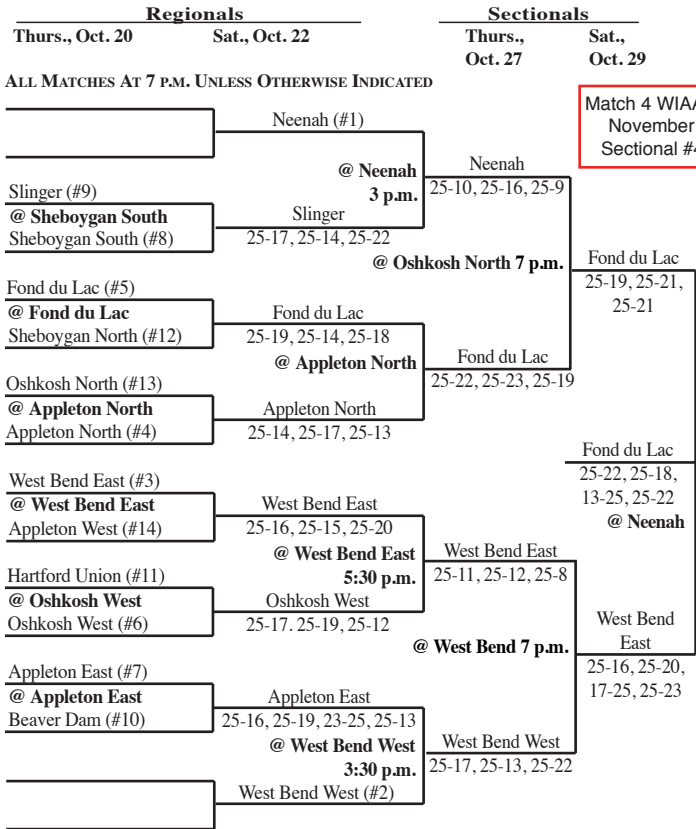 Regionals
Sectionals
Thurs., Oct. 20
Sat., Oct. 22
Thurs.,
Oct. 27
Sat.,
Oct. 29
ALL MATCHES AT 7 P.M. UNLESS OTHERWISE INDICATED
Match 4 WIAA
November
Sectional #4
Neenah (#1)
@ Neenah
3 p.m.
Neenah
25-10, 25-16, 25-9
Slinger (#9)
@ Sheboygan South
Sheboygan South (#8)
Slinger
25-17, 25-14, 25-22
@ Oshkosh North 7 p.m.
Fond du Lac
25-19, 25-21,
25-21
Fond du Lac (#5)
@ Fond du Lac
Sheboygan North (#12)
Fond du Lac
25-19, 25-14, 25-18
@ Appleton North
Fond du Lac
25-22, 25-23, 25-19
Oshkosh North (#13)
@ Appleton North
Appleton North (#4)
Appleton North
25-14, 25-17, 25-13
Fond du Lac
25-22, 25-18,
13-25, 25-22
@ Neenah
West Bend East (#3)
@ West Bend East
Appleton West (#14)
West Bend East
25-16, 25-15, 25-20
@ West Bend East
5:30 p.m.
West Bend East
25-11, 25-12, 25-8
Hartford Union (#11)
@ Oshkosh West
Oshkosh West (#6)
Oshkosh West
25-17. 25-19, 25-12
@ West Bend 7 p.m.
West Bend
East
25-16, 25-20,
17-25, 25-23
Appleton East (#7)
@ Appleton East
Beaver Dam (#10)
Appleton East
25-16, 25-19, 23-25, 25-13
@ West Bend West
3:30 p.m.
West Bend West
25-17, 25-13, 25-22
West Bend West (#2)